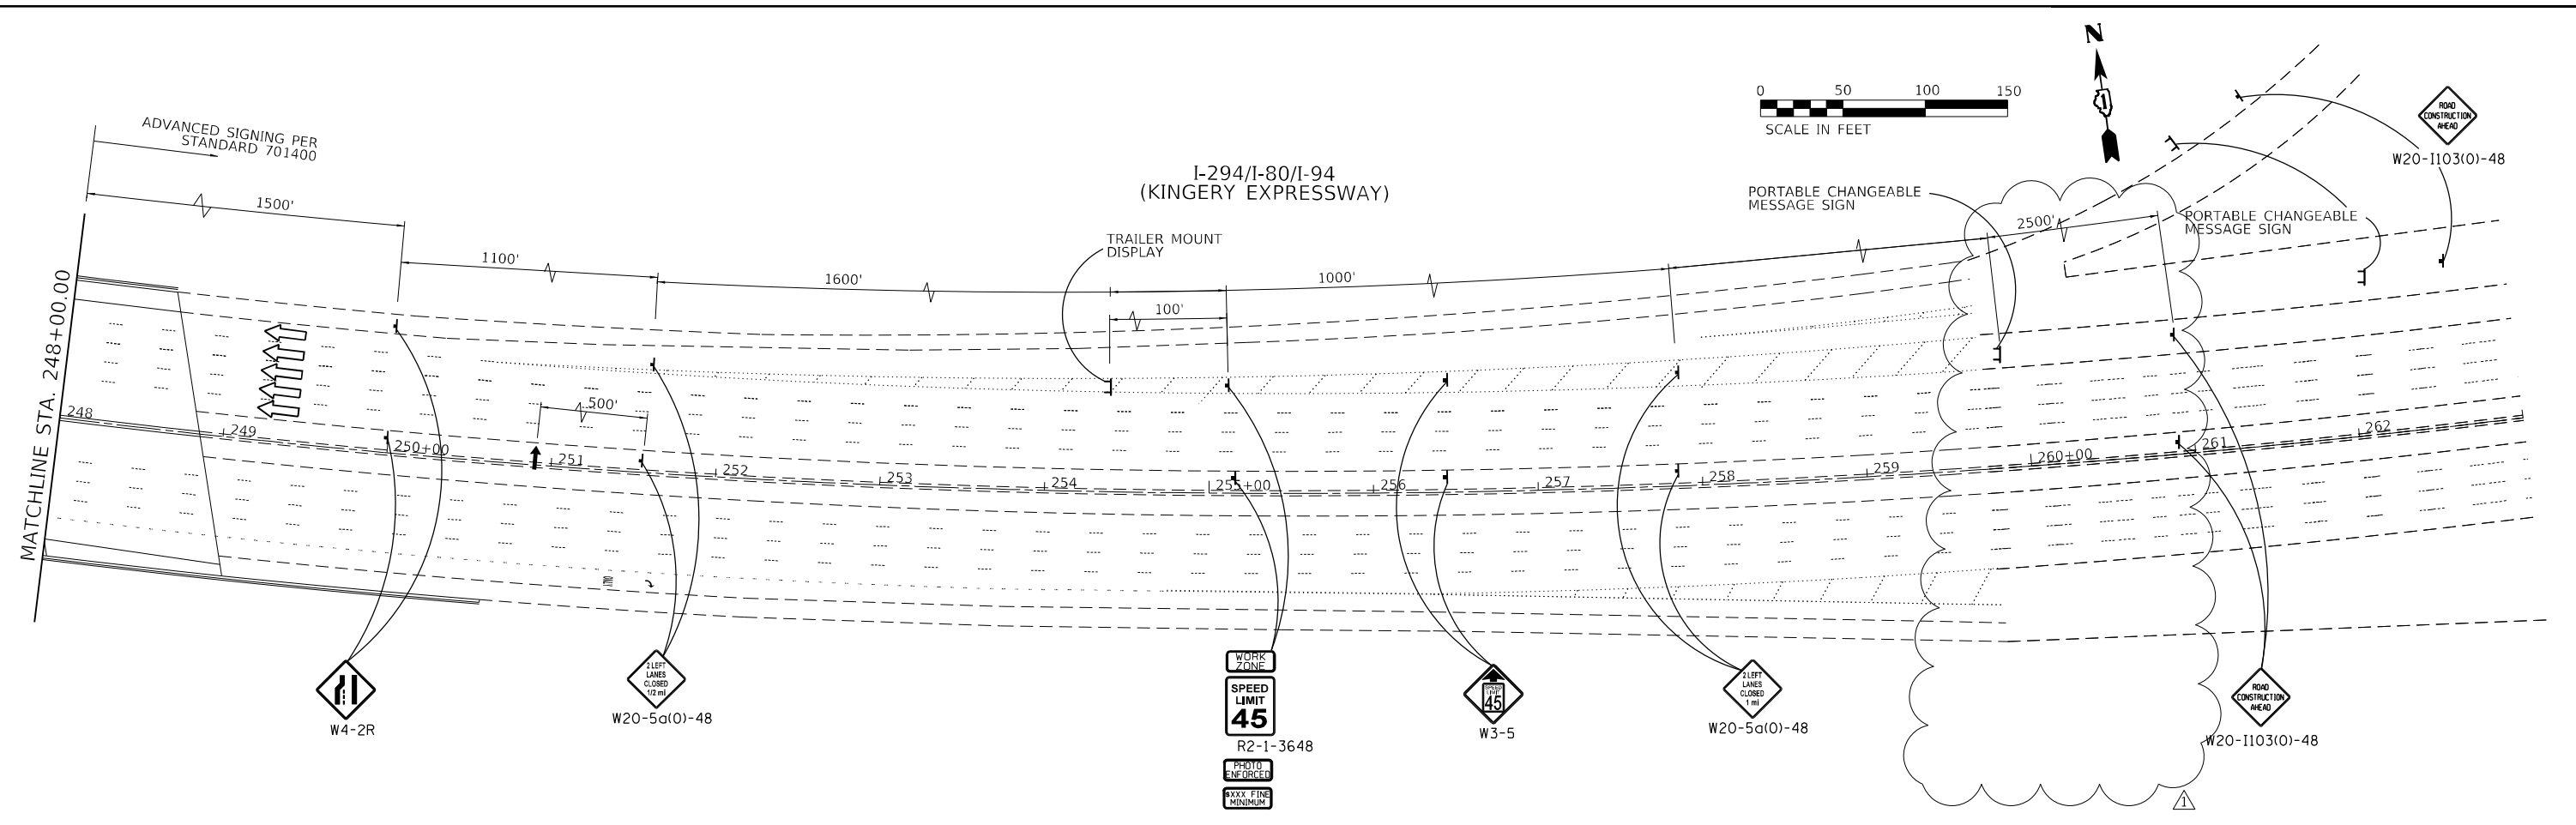 N
0 50 100 150
SCALE IN FEET
ROAD
CONSTRUCTION
AHEAD
W20-I103(0)-48
ADVANCED SIGNING PER
STANDARD 701400
I-294/I-80/I-94
(KINGERY EXPRESSWAY)
PORTABLE CHANGEABLE
MESSAGE SIGN
PORTABLE CHANGEABLE
MESSAGE SIGN
1500'
2500'
TRAILER MOUNT
DISPLAY
1100'
1600'
1000'
100'
MATCHLINE STA. 248+00.00
500'
248
249
250+00
251
252
253
254
255+00
256
257
258
259
260+00
261
262
W4-2R
2 LEFT
LANES
CLOSED
1/2 mi
W20-5a(0)-48
WORK
ZONE
SPEED
LIMIT
45
R2-1-3648
PHOTO
ENFORCED
$XXX FINE
MINIMUM
SPEED
LIMIT
45
W3-5
2 LEFT
LANES
CLOSED
1 mi
W20-5a(0)-48
ROAD
CONSTRUCTION
AHEAD
W20-I103(0)-48
1